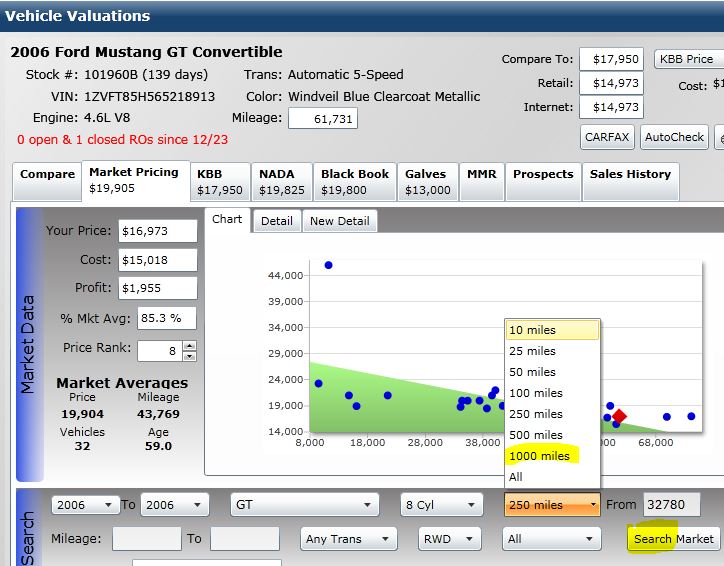 Vehicle Valuations
2006 Ford Mustang GT Convertible
Stock #: 101960B (139 days)
Trans: Automatic 5-Speed
VIN: 1ZVFT85H565218913
Color: Windveil Blue Clearcoat Metallic
Engine: 4.6L V8
Mileage: 61,731
0 open & 1 closed ROs since 12/23
Compare To: $17,950
KBB Price
Retail: $14,973
Cost: $1
Internet: $14,973
CARFAX
AutoCheck
Compare
Market Pricing
$19,905
KBB
$17,950
NADA
$19,825
Black Book
$19,800
Galves
$13,000
MMR
Prospects
Sales History
Market Data
Your Price: $16,973
Cost: $15,018
Profit: $1,955
% Mkt Avg: 85.3 %
Price Rank: 8
Market Averages
Price Mileage
19,904 43,769
Vehicles Age
32 59.0
Chart
Detail
New Detail
44,000
39,000
34,000
29,000
24,000
19,000
14,000
8,000 18,000 28,000 38,000 68,000
10 miles
25 miles
50 miles
100 miles
250 miles
500 miles
1000 miles
All
Search
2006 To 2006 GT 8 Cyl 250 miles From 32780
Mileage: To Any Trans RWD All Search Market